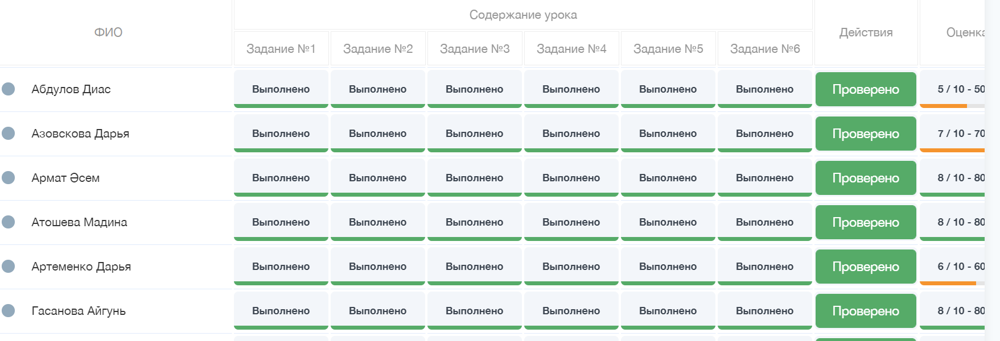 ФИО
Содержание урока
Действия
Оценка
Задание №1 Задание №2 Задание №3 Задание №4 Задание №5 Задание №6
Абдулов Диас Выполнено Выполнено Выполнено Выполнено Выполнено Выполнено Проверено 5 / 10 - 50
Азовскова Дарья Выполнено Выполнено Выполнено Выполнено Выполнено Выполнено Проверено 7 / 10 - 70
Армат Әсем Выполнено Выполнено Выполнено Выполнено Выполнено Выполнено Проверено 8 / 10 - 80
Атошева Мадина Выполнено Выполнено Выполнено Выполнено Выполнено Выполнено Проверено 8 / 10 - 80
Артеменко Дарья Выполнено Выполнено Выполнено Выполнено Выполнено Выполнено Проверено 6 / 10 - 60
Гасанова Айгунь Выполнено Выполнено Выполнено Выполнено Выполнено Выполнено Проверено 8 / 10 - 80